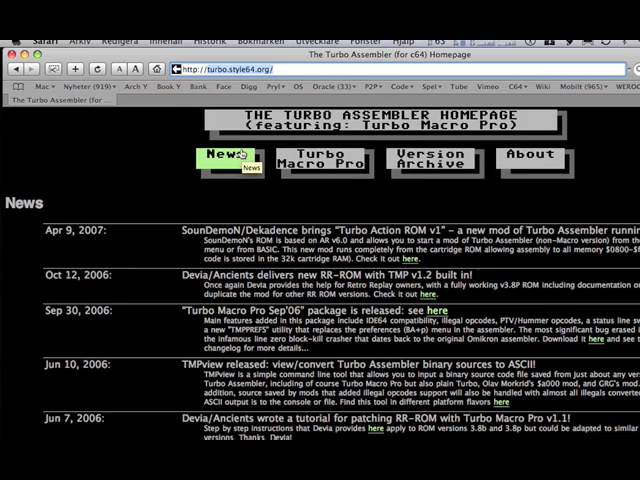 Safari Arkiv Redigera Innehåll Historik Bokmärken Utvecklare Fönster Hjälp
The Turbo Assembler (for c64) Homepage
A A http://turbo.style64.org/
Mac Nyheter (919) Arch Y Book Bank Face Digg Pryl OS Oracle (33) P2P Code Fest Vimeo C64 Wiki Mobilt (965) WEBC
The Turbo Assembler (for ...
THE TURBO ASSEMBLER HOMEPAGE
(featuring: Turbo Macro Pro)
News
Turbo
Macro Pro
Version
Archive
About
News
News
Apr 9, 2007: SounDemoN/Dekadence brings "Turbo Action ROM v1" - a new mod of Turbo Assembler runnin
SounDemoN's ROM is based on AR v6.0 and allows you to start a mod of Turbo Assembler (non-Macro version) from the
menu or from BASIC. This new mod runs completely from the cartridge ROM allowing access to all memory $0800-$f
code is stored in the 32k cartridge RAM). Check it out here.
Oct 12, 2006: Devia/Ancients delivers new RR-ROM with TMP v1.2 built in!
Once again Devia provides the help for Retro Replay owners, with a fully working v3.8P ROM including documentation
duplicate the mod for other RR ROM versions. Check it out here.
Sep 30, 2006: "Turbo Macro Pro Sep'06" package is released: see here
Main features added in this package include IDE64 compatibility, illegal opcodes, PTV/Hummer opcodes, a status line sw
a new "TMPPREFS" utility that replaces the preferences (BA+p) menu in the assembler. The most significant bug erased i
the infamous line zero block-kill crasher that dates back to the original Omikron assembler. Download it here and see t
changelog for more details...
Jun 10, 2006: TMPview released: view/convert Turbo Assembler binary sources to ASCII!
TMPview is a simple command line tool that allows you to input a binary source code file saved from just about any vers
Turbo Assembler, including of course Turbo Macro Pro but also plain Turbo, Olav Morkrid's $a000 mod, and GRG's mod.
addition, source saved by mods that added illegal opcodes support will also be handled with almost all illegals converted
ASCII output is to the console or file. Find this tool in different platform flavors here
Jun 7, 2006: Devia/Ancients wrote a tutorial for patching RR-ROM with Turbo Macro Pro v1.1!
Step by step instructions that Devia provides here apply to ROM versions 3.8b and 3.8p but could be adapted to similar
versions. Thanks, Devia!